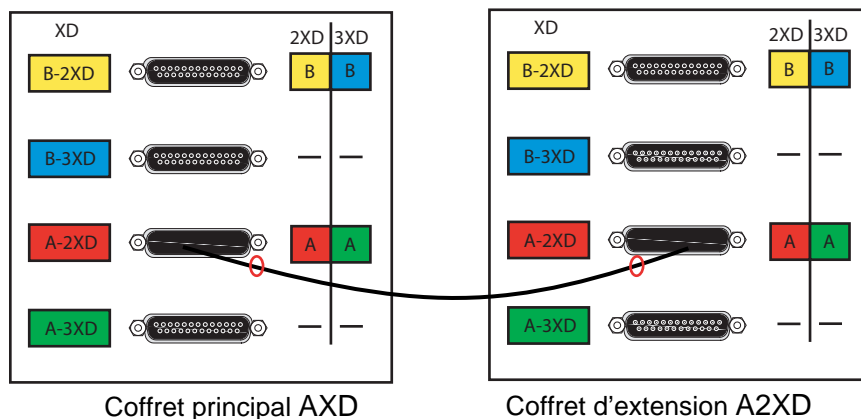 XD
2XD 3XD
B-2XD B B
B-3XD — —
A-2XD A A
A-3XD — —
Coffret principal AXD
XD
2XD 3XD
B-2XD B B
B-3XD — —
A-2XD A A
A-3XD — —
Coffret d’extension A2XD